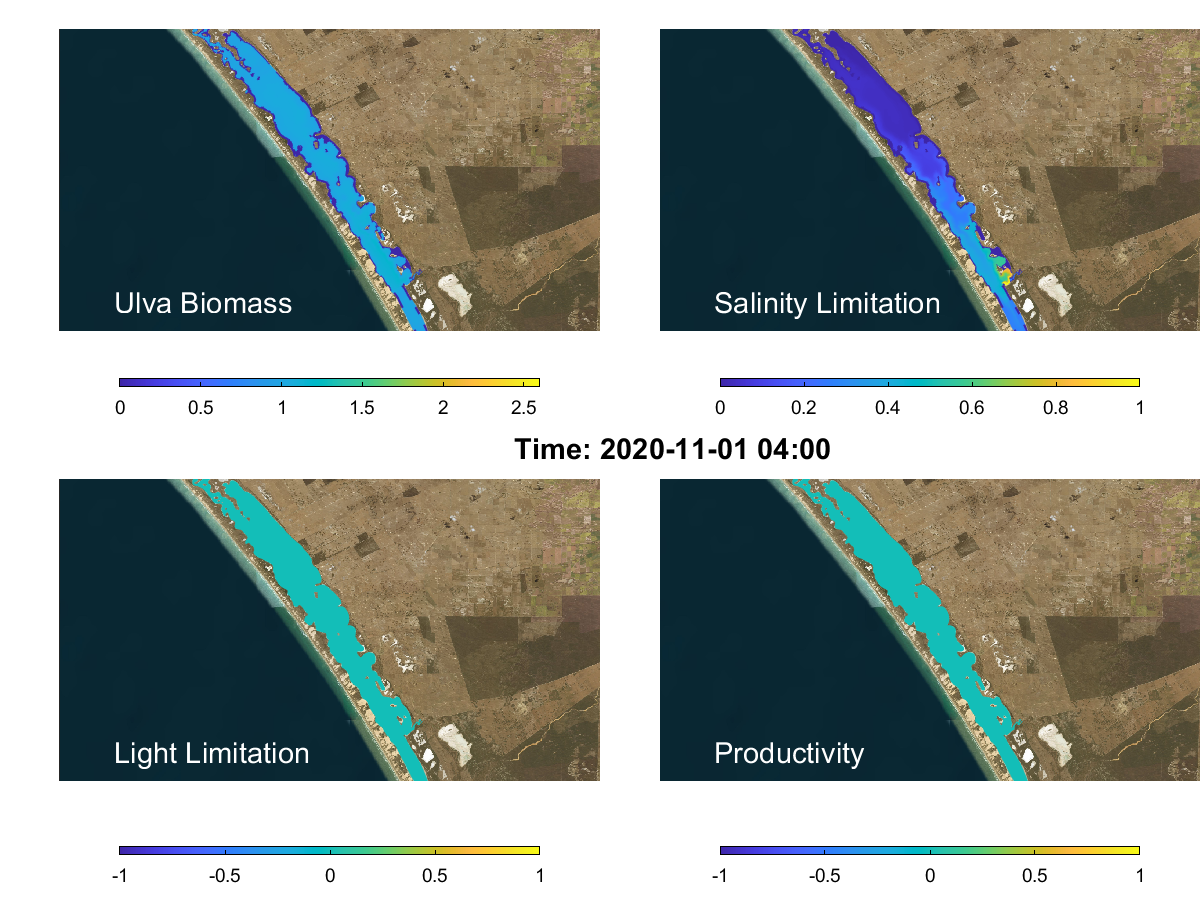 Ulva Biomass
Salinity Limitation
0 0.5 1 1.5 2 2.5
0 0.2 0.4 0.6 0.8 1
Time: 2020-11-01 04:00
Light Limitation
Productivity
-1 -0.5 0 0.5 1
-1 -0.5 0 0.5 1